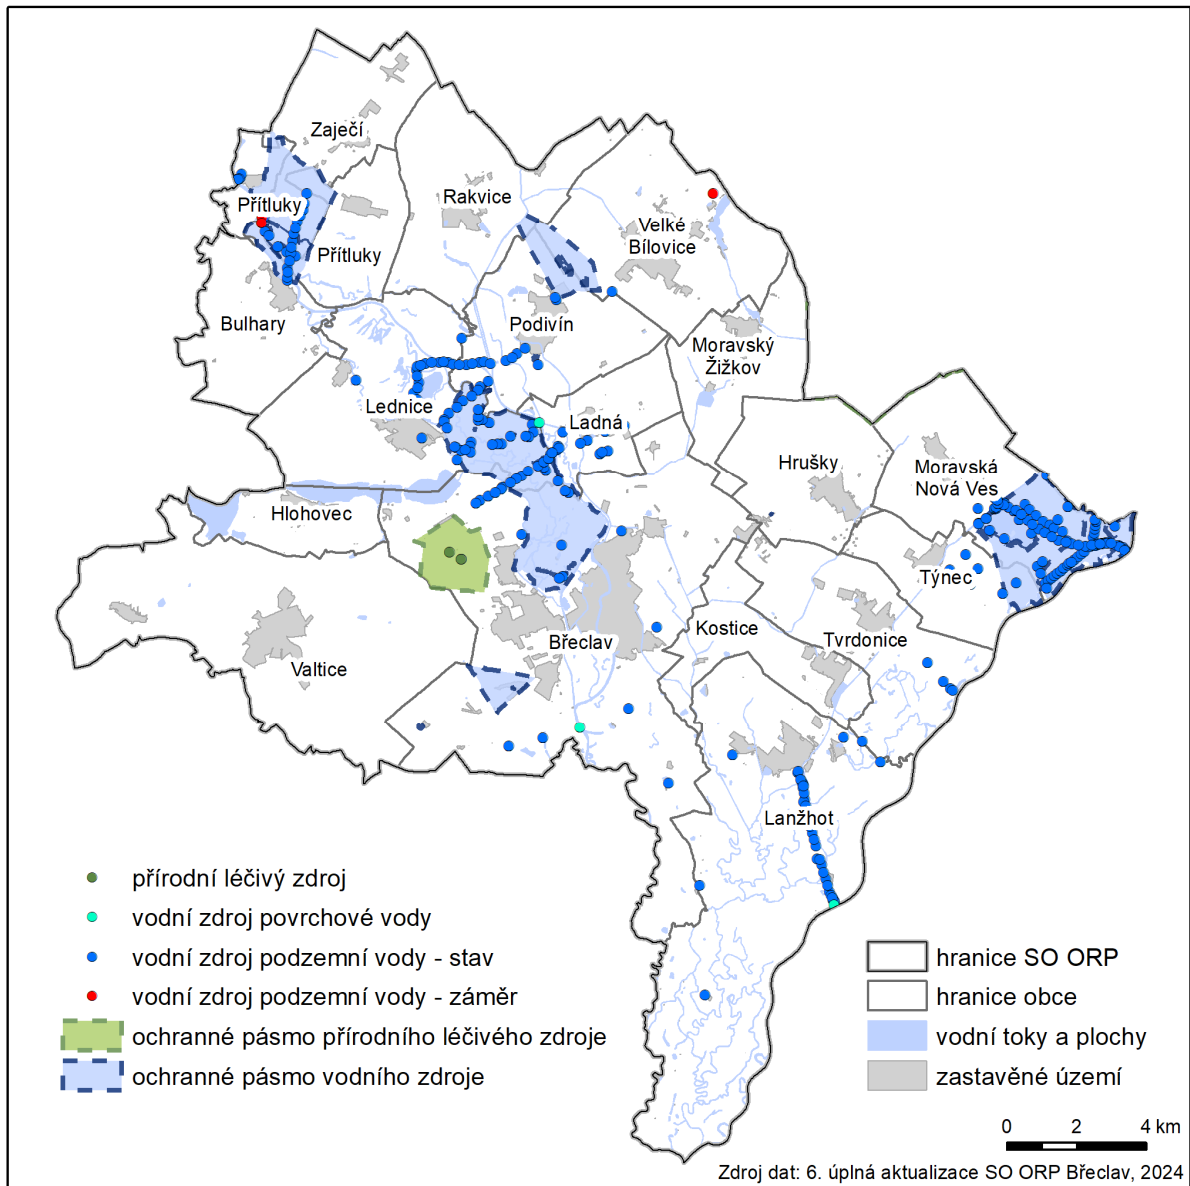 Zaječí
Přítluky
Rakvice
Velké
Bílovice
Přítluky
Bulhary
Podivín
Moravský
Žižkov
Lednice
Ladná
Hrušky
Moravská
Nová Ves
Hlohovec
Týnec
Kostice
Tvrdonice
Břeclav
Valtice
Lanžhot
přírodní léčivý zdroj
vodní zdroj povrchové vody
vodní zdroj podzemní vody - stav
vodní zdroj podzemní vody - záměr
ochranné pásmo přírodního léčivého zdroje
ochranné pásmo vodního zdroje
hranice SO ORP
hranice obce
vodní toky a plochy
zastavěné území
0 2 4 km
Zdroj dat: 6. úplná aktualizace SO ORP Břeclav, 2024